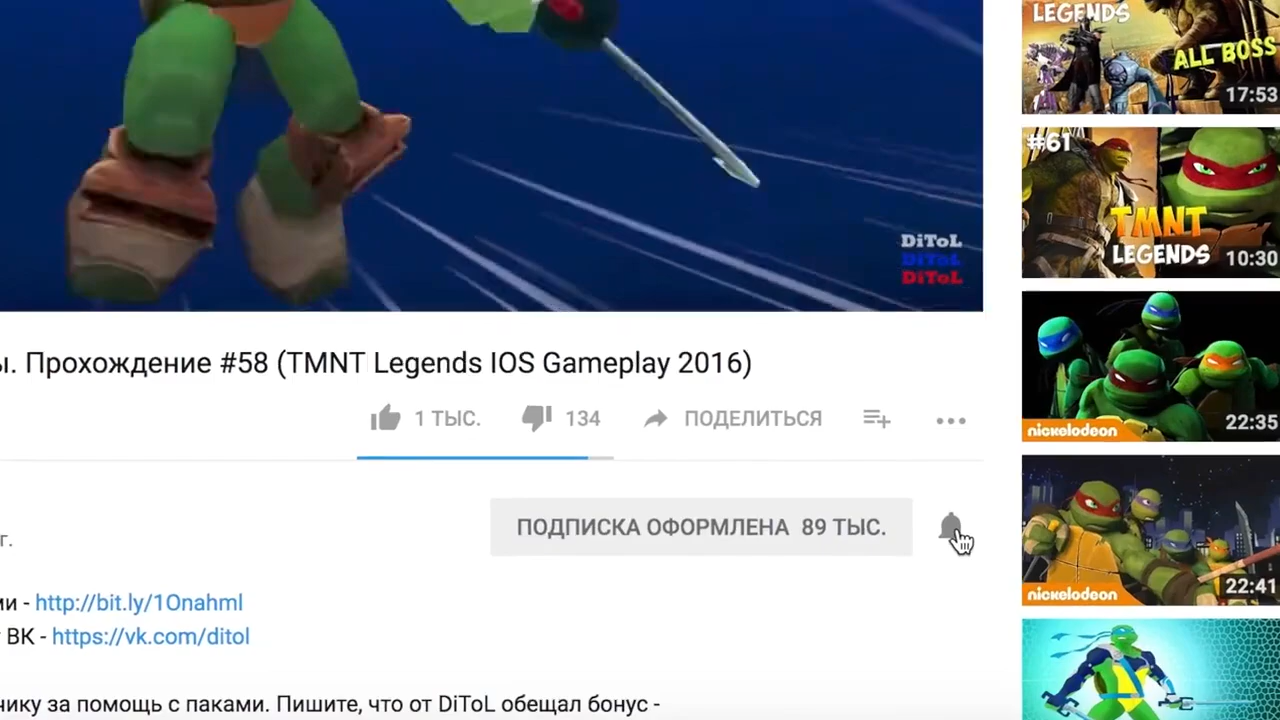 LEGENDS
ALL BOSS
17:53
#61
TMNT
LEGENDS
10:30
DiToL
DiToL
DiToL
ы. Прохождение #58 (TMNT Legends IOS Gameplay 2016)
1 ТЫС. 134 ПОДЕЛИТЬСЯ
nickelodeon
22:35
ПОДПИСКА ОФОРМЛЕНА 89 ТЫС.
г.
nickelodeon
22:41
ми - http://bit.ly/1Onahml
ВК - https://vk.com/ditol
чику за помощь с паками. Пишите, что от DiToL обещал бонус -